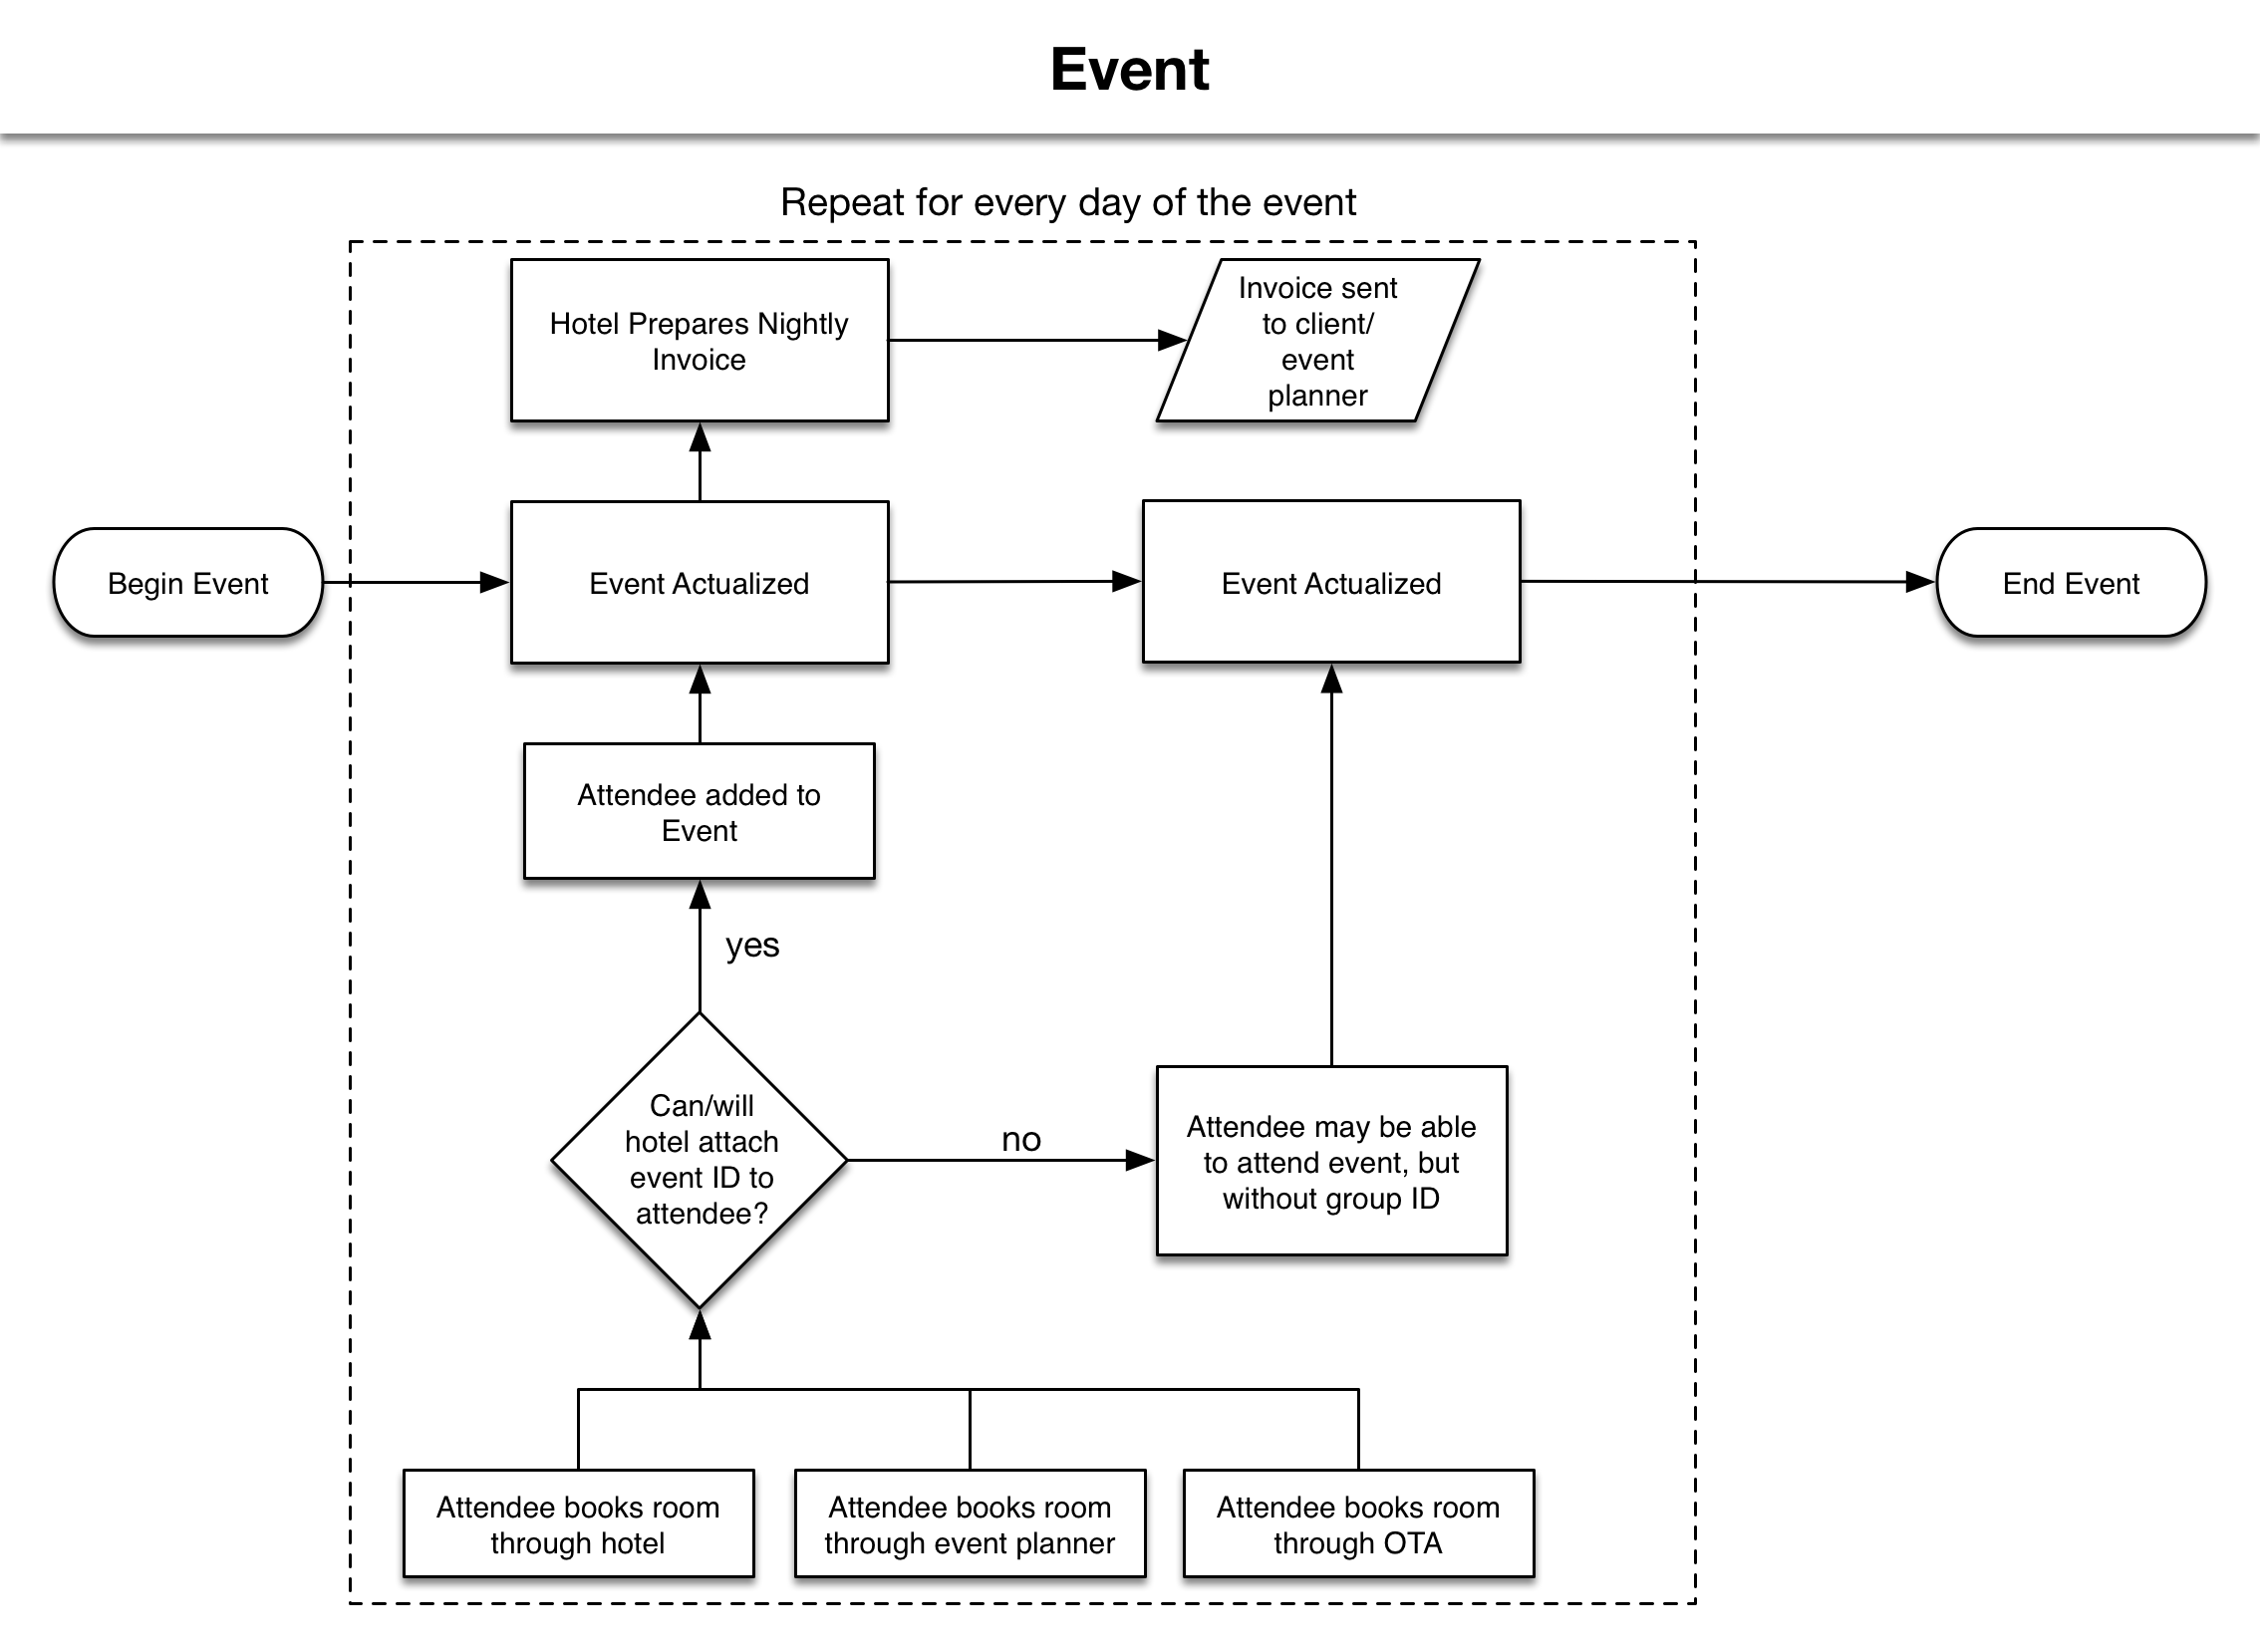 Event
Repeat for every day of the event
Hotel Prepares Nightly
Invoice
Invoice sent
to client/
event
planner
Begin Event
Event Actualized
Event Actualized
End Event
Attendee added to
Event
yes
Can/will
hotel attach
event ID to
attendee?
no
Attendee may be able
to attend event, but
without group ID
Attendee books room
through hotel
Attendee books room
through event planner
Attendee books room
through OTA